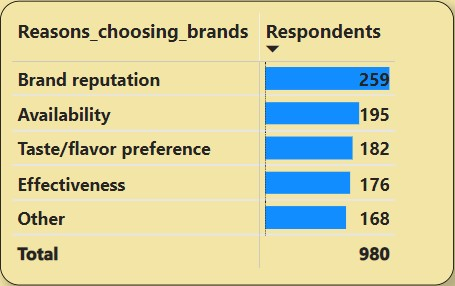 Reasons_choosing_brands Respondents
Brand reputation 259
Availability 195
Taste/flavor preference 182
Effectiveness 176
Other 168
Total 980